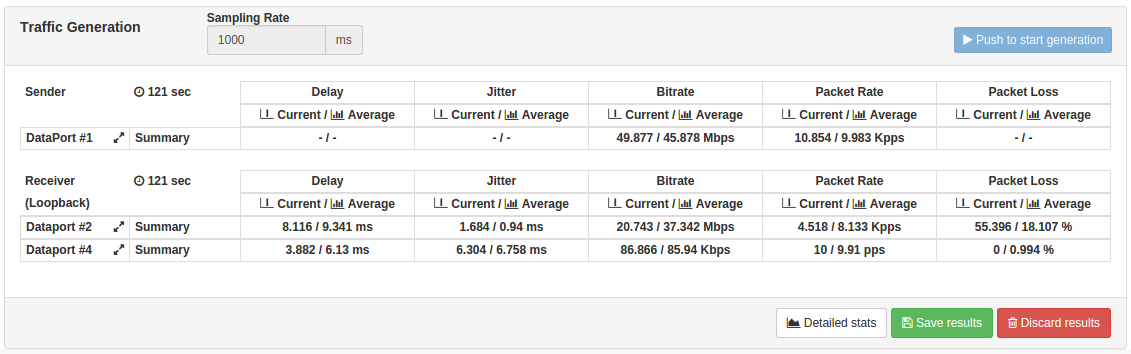 Traffic Generation
Sampling Rate
1000 ms
Push to start generation
Sender 121 sec Delay Jitter Bitrate Packet Rate Packet Loss
Current / Average Current / Average Current / Average Current / Average Current / Average
DataPort #1 Summary - / - - / - 49.877 / 45.878 Mbps 10.854 / 9.983 Kpps - / -
Receiver 121 sec Delay Jitter Bitrate Packet Rate Packet Loss
(Loopback) Current / Average Current / Average Current / Average Current / Average Current / Average
Dataport #2 Summary 8.116 / 9.341 ms 1.684 / 0.94 ms 20.743 / 37.342 Mbps 4.518 / 8.133 Kpps 55.396 / 18.107 %
Dataport #4 Summary 3.882 / 6.13 ms 6.304 / 6.758 ms 86.866 / 85.94 Kbps 10 / 9.91 pps 0 / 0.994 %
Detailed stats Save results Discard results